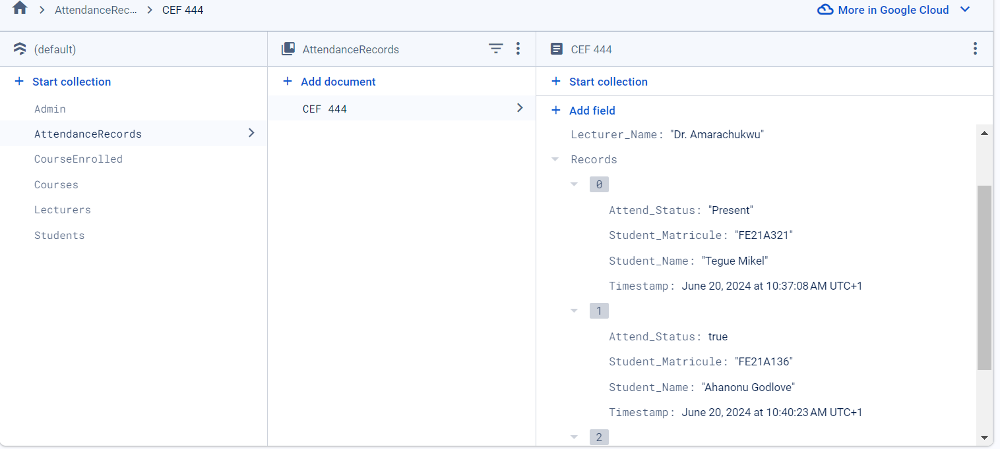 AttendanceRec... CEF 444 More in Google Cloud
(default)
Start collection
Admin
AttendanceRecords
CourseEnrolled
Courses
Lecturers
Students
AttendanceRecords
Add document
CEF 444
CEF 444
Start collection
Add field
Lecturer_Name: "Dr. Amarachukwu"
Records
0
Attend_Status: "Present"
Student_Matricule: "FE21A321"
Student_Name: "Tegue Mikel"
Timestamp: June 20, 2024 at 10:37:08 AM UTC+1
1
Attend_Status: true
Student_Matricule: "FE21A136"
Student_Name: "Ahanonu Godlove"
Timestamp: June 20, 2024 at 10:40:23 AM UTC+1
2